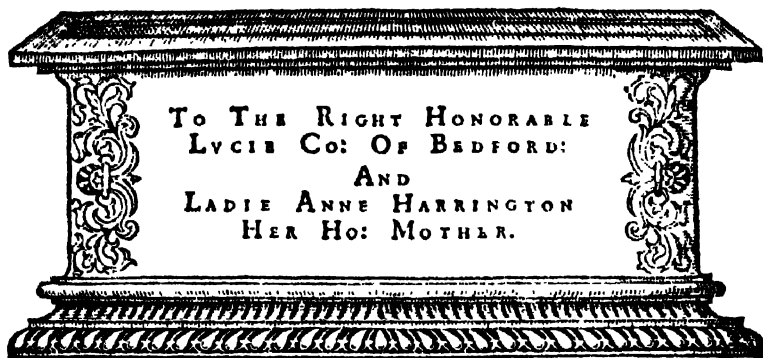 TO THE RIGHT HONORABLE
LVCIE CO: OF BEDFORD:
AND
LADIE ANNE HARRINGTON
HER HO: MOTHER.